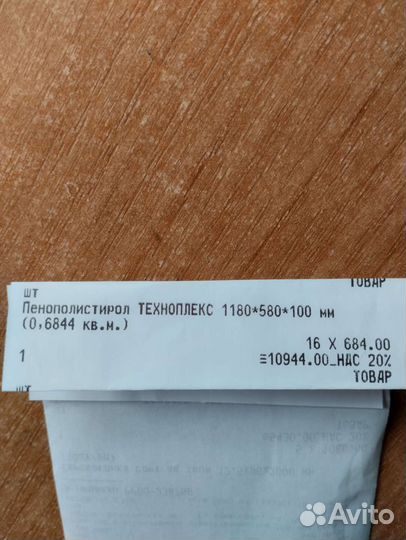 шт
ТОВАР
Пенополистирол ТЕХНОПЛЕКС 1180*580*100 мм
(0,6844 кв.м.)
16 X 684.00
1 ≡10944.00_НДС 20%
ТОВАР
шт
Avito